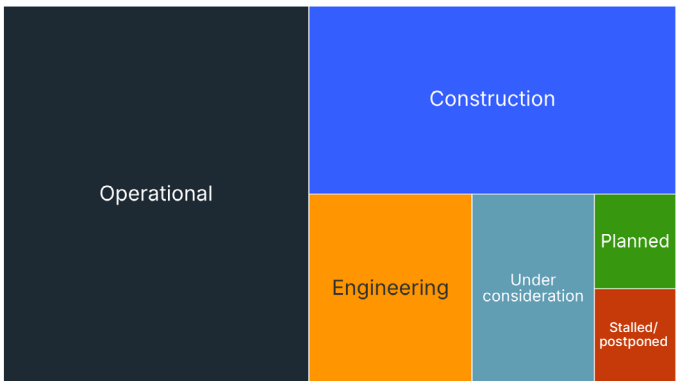 Operational
Construction
Engineering
Under
consideration
Planned
Stalled/
postponed